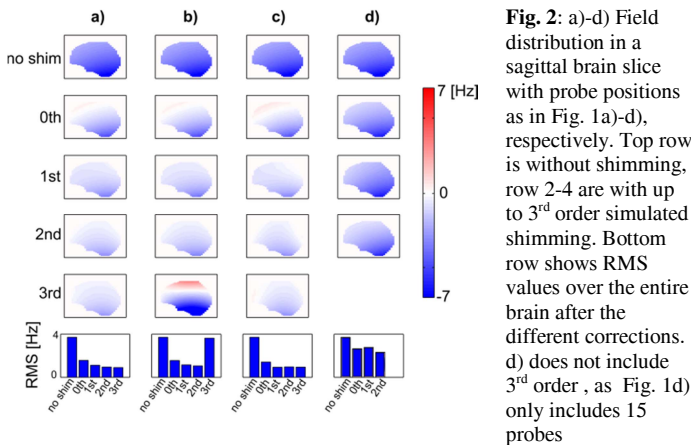 a) b) c) d)
no shim
0th
1st
2nd
3rd
7 [Hz]
0
-7
RMS [Hz]
4
0
no shim 0th 1st 2nd 3rd
no shim 0th 1st 2nd 3rd
no shim 0th 1st 2nd 3rd
no shim 0th 1st 2nd
Fig. 2: a)-d) Field
distribution in a
sagittal brain slice
with probe positions
as in Fig. 1a)-d),
respectively. Top row
is without shimming,
row 2-4 are with up
to 3rd order simulated
shimming. Bottom
row shows RMS
values over the entire
brain after the
different corrections.
d) does not include
3rd order , as Fig. 1d)
only includes 15
probes